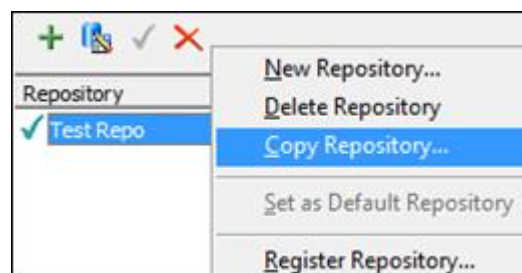 New Repository...
Delete Repository
Repository
Test Repo
Copy Repository...
Set as Default Repository
Register Repository...